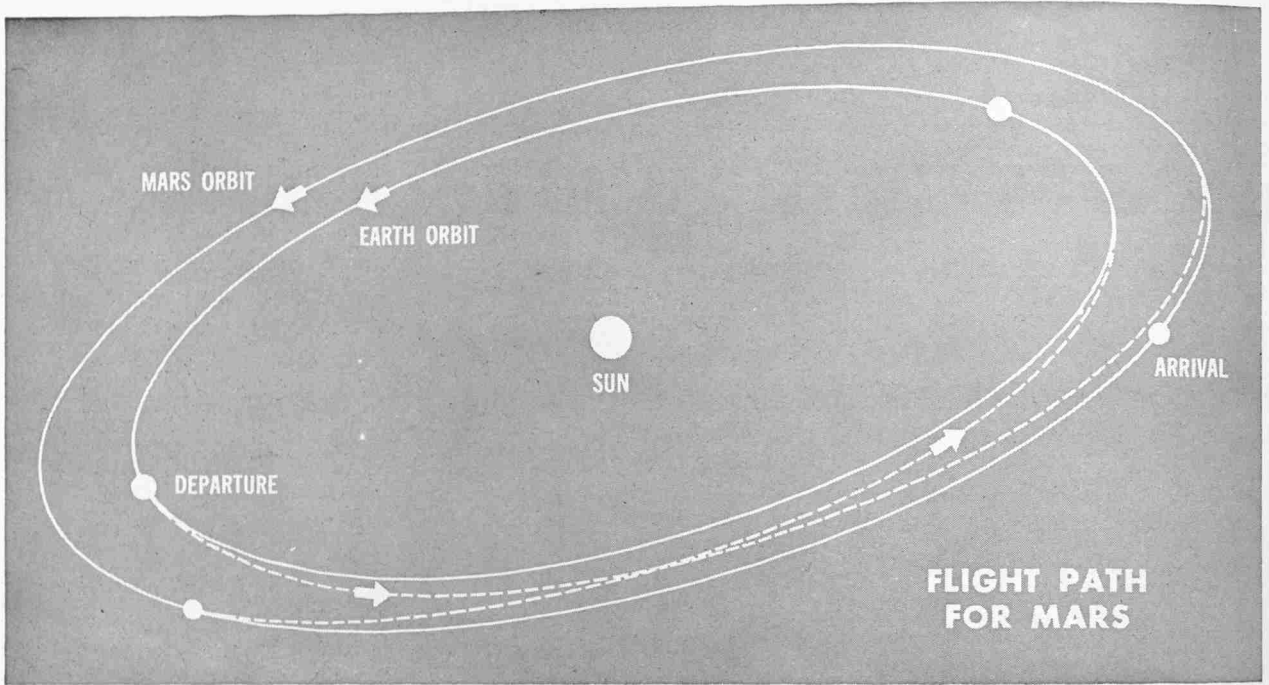 MARS ORBIT
EARTH ORBIT
SUN
ARRIVAL
DEPARTURE
FLIGHT PATH
FOR MARS